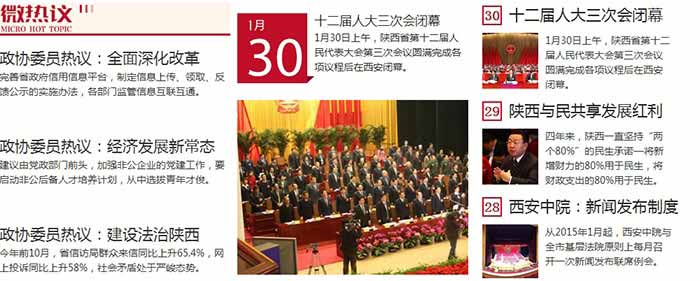 微热议
MICRO HOT TOPIC
政协委员热议：全面深化改革
完善省政府信用信息平台，制定信息上传、领取、反
馈公示的实施办法，各部门监管信息互联互通。
政协委员热议：经济发展新常态
建议由党政部门前头，加强非公企业的党建工作，要
启动非公后备人才培养计划，从中选拔青年才俊。
政协委员热议：建设法治陕西
今年前10月，省信访局群众来信同比上升65.4%，网
上投诉同比上升58%，社会矛盾处于严峻态势。
1月
30
十二届人大三次会闭幕
1月30日上午，陕西省第十二届人
民代表大会第三次会议圆满完成各
项议程后在西安闭幕。
30 十二届人大三次会闭幕
1月30日上午，陕西省第十二
届人民代表大会第三次会议
圆满完成各项议程后在西安
闭幕。
29 陕西与民共享发展红利
四年来，陕西一直坚持“两
个80%”的民生承诺—将新
增财力的80%用于民生，将
财政支出的80%用于民生。
28 西安中院：新闻发布制度
从2015年1月起，西安中院与
全市基层法院原则上每月召
开一次新闻发布联席例会。